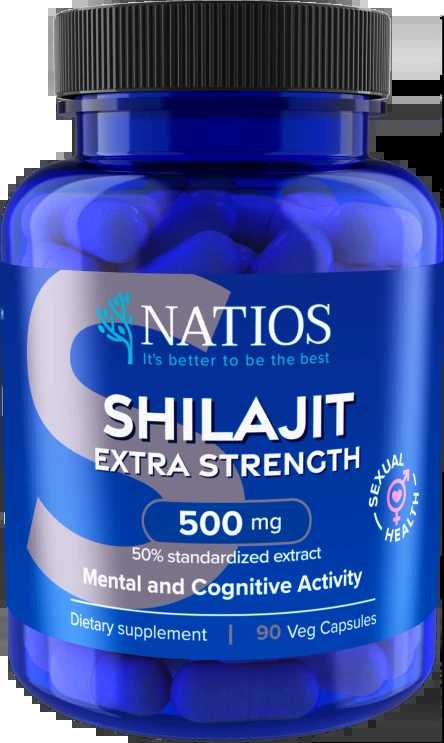 NATIOS
It's better to be the best
SHILAJIT
EXTRA STRENGTH
500 mg
50% standardized extract
Mental and Cognitive Activity
Dietary supplement | 90 Veg Capsules
SEXUAL
HEALTH
S